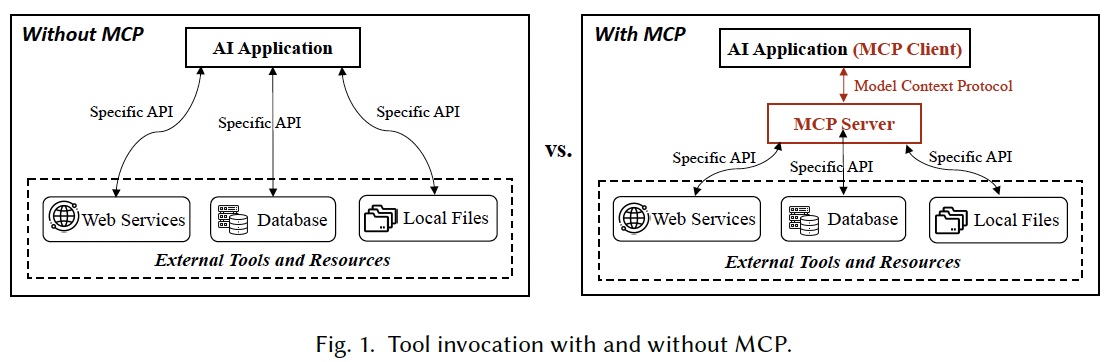 Without MCP
AI Application
Specific API
Specific API
Specific API
Web Services
Database
Local Files
External Tools and Resources
vs.
With MCP
AI Application (MCP Client)
Model Context Protocol
MCP Server
Specific API
Specific API
Specific API
Web Services
Database
Local Files
External Tools and Resources
Fig. 1. Tool invocation with and without MCP.